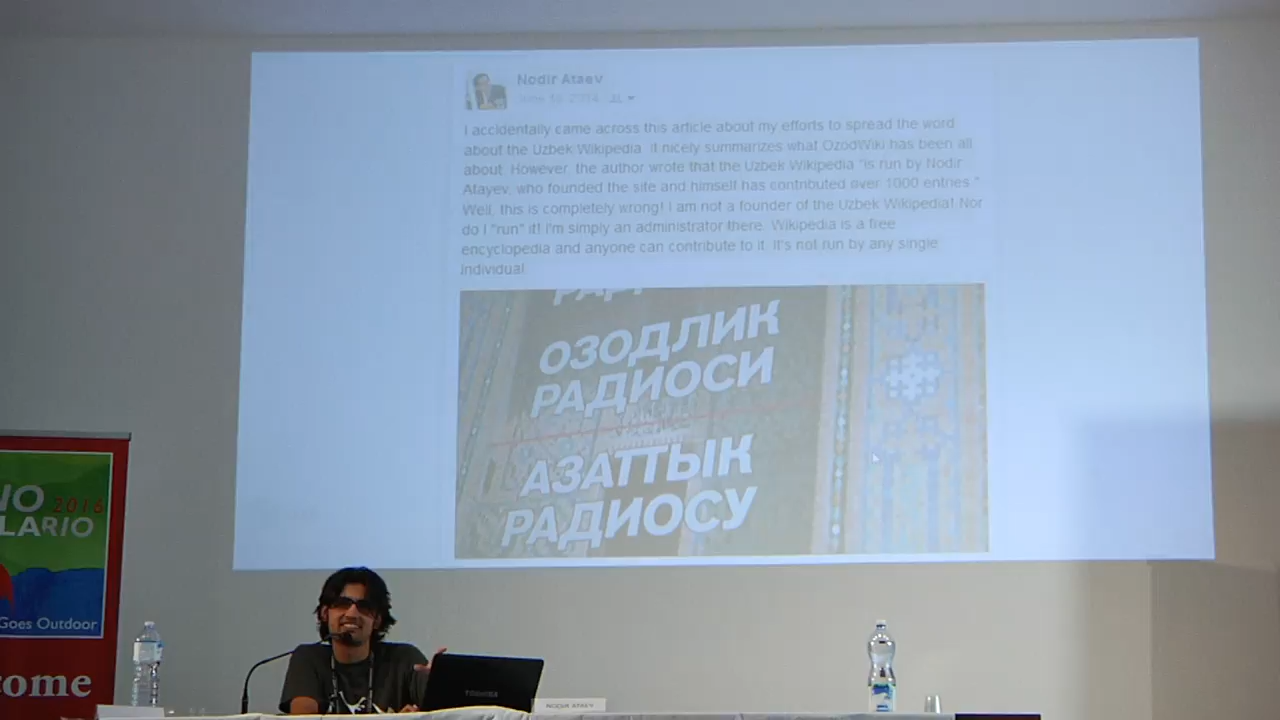 Nodir Ataev
June 16, 2014
I accidentally came across this article about my efforts to spread the word
about the Uzbek Wikipedia. It nicely summarizes what OzodWiki has been all
about. However, the author wrote that the Uzbek Wikipedia "is run by Nodir
Atayev, who founded the site and himself has contributed over 1000 entries."
Well, this is completely wrong! I am not a founder of the Uzbek Wikipedia! Nor
do I "run" it! I'm simply an administrator there. Wikipedia is a free
encyclopedia and anyone can contribute to it. It's not run by any single
individual.
ОЗОДЛИК
РАДИОСИ
АЗАТТЫК
РАДИОСУ
NO 2016
LARIO
Goes Outdoor
come
TOSHIBA
NODIR ATAEV